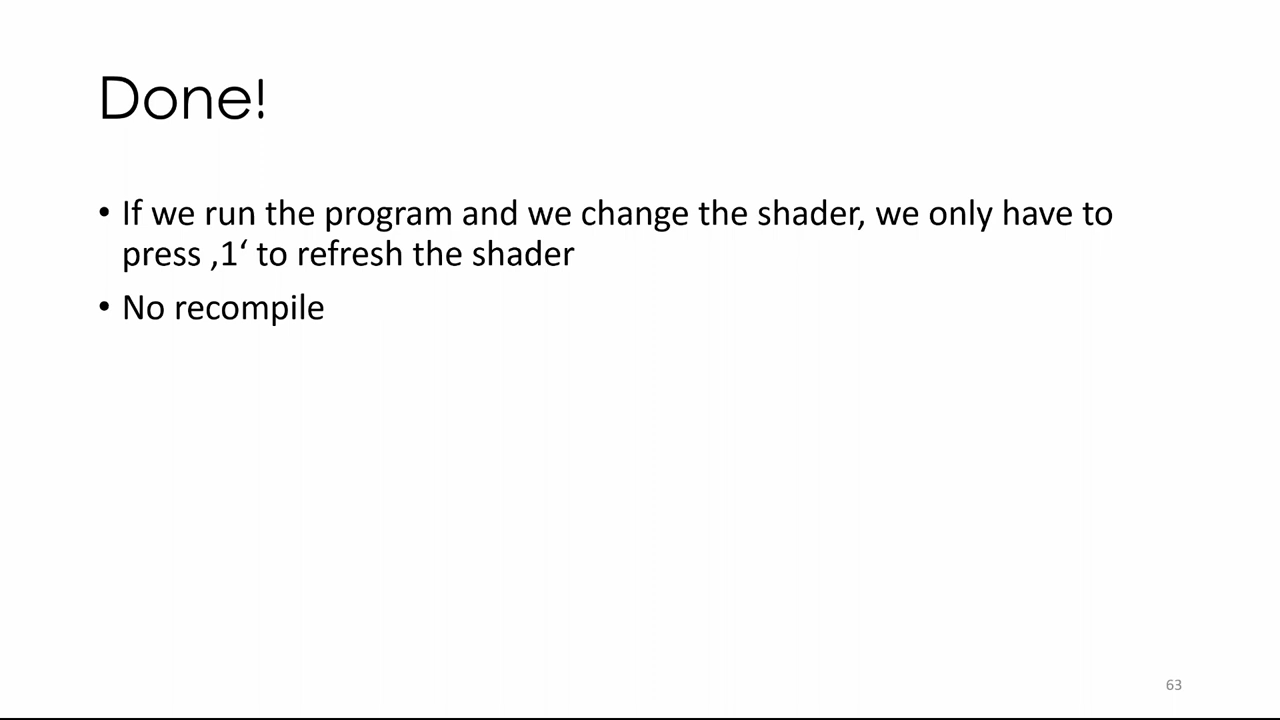 Done!
• If we run the program and we change the shader, we only have to
press ‚1‘ to refresh the shader
• No recompile
63